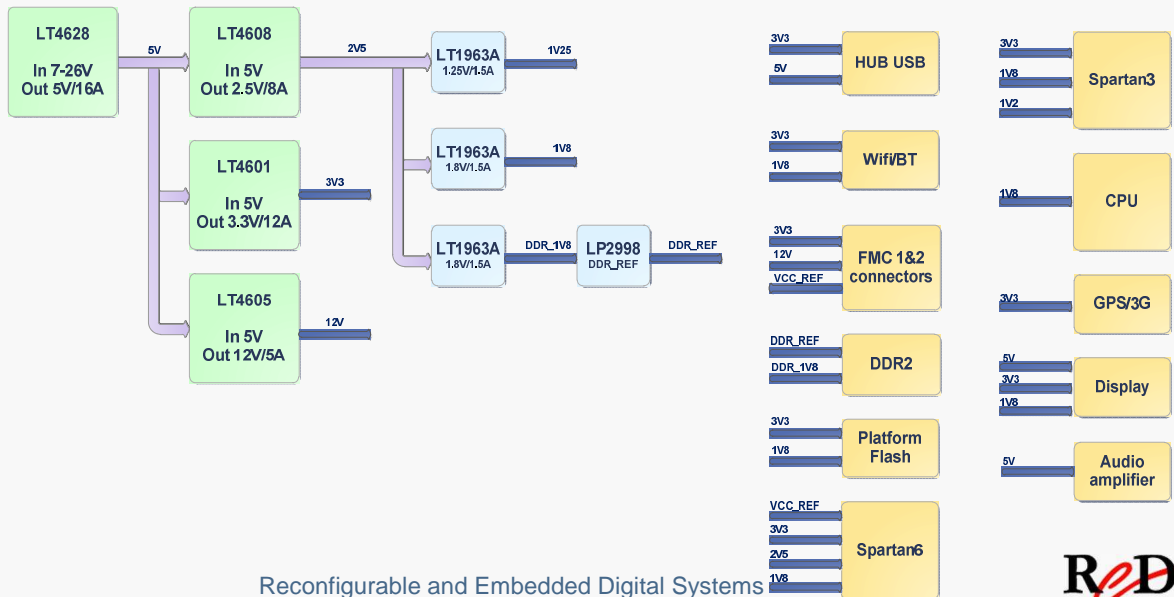 LT4628
In 7-26V
Out 5V/16A
5V
LT4608
In 5V
Out 2.5V/8A
2V5
LT1963A
1.25V/1.5A
1V25
LT4601
In 5V
Out 3.3V/12A
3V3
LT1963A
1.8V/1.5A
1V8
LT4605
In 5V
Out 12V/5A
12V
LT1963A
1.8V/1.5A
DDR_1V8
LP2998
DDR_REF
DDR_REF
3V3
5V
HUB USB
3V3
1V8
Wifi/BT
3V3
12V
VCC_REF
FMC 1&2
connectors
DDR_REF
DDR_1V8
DDR2
3V3
1V8
Platform
Flash
VCC_REF
3V3
2V5
1V8
Spartan6
3V3
1V8
1V2
Spartan3
1V8
CPU
3V3
GPS/3G
5V
3V3
1V8
Display
5V
Audio
amplifier
Reconfigurable and Embedded Digital Systems
ReD